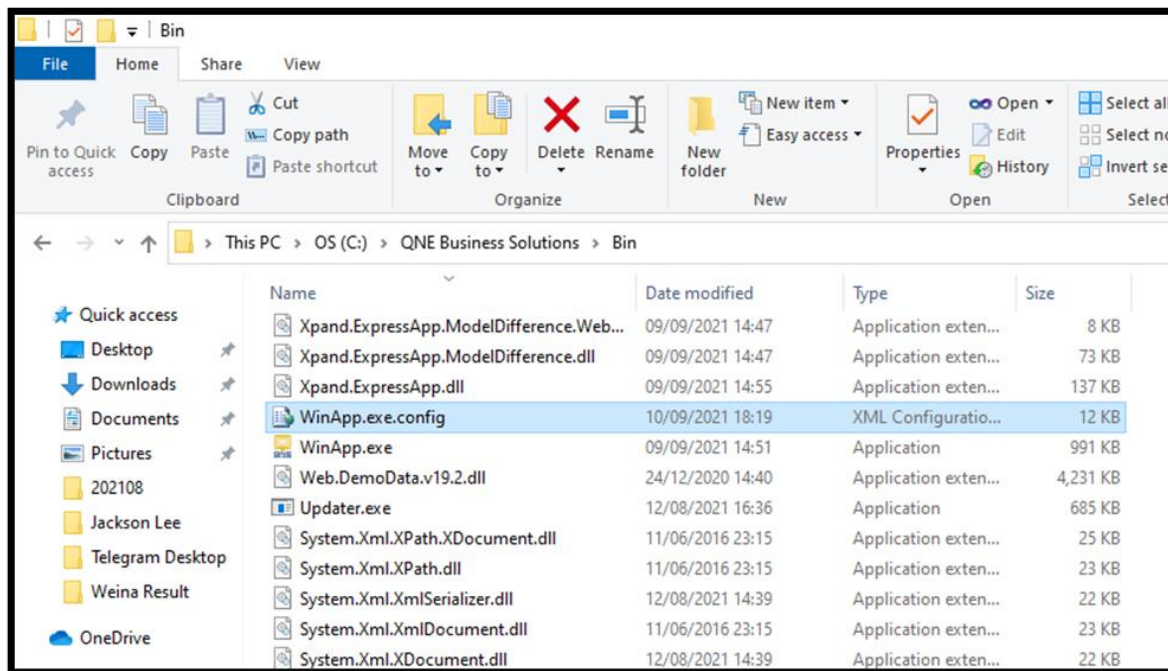 Bin
File Home Share View
Pin to Quick access Copy Paste Cut Copy path Paste shortcut
Move to Copy to Delete Rename New folder New item Easy access
Properties Open Edit History Select all Select no Invert se
Clipboard Organize New Open Select
This PC > OS (C:) > QNE Business Solutions > Bin
Name Date modified Type Size
Quick access
Desktop
Downloads
Documents
Pictures
202108
Jackson Lee
Telegram Desktop
Weina Result
OneDrive
Xpand.ExpressApp.ModelDifference.Web... 09/09/2021 14:47 Application exten... 8 KB
Xpand.ExpressApp.ModelDifference.dll 09/09/2021 14:47 Application exten... 73 KB
Xpand.ExpressApp.dll 09/09/2021 14:55 Application exten... 137 KB
WinApp.exe.config 10/09/2021 18:19 XML Configuratio... 12 KB
WinApp.exe 09/09/2021 14:51 Application 991 KB
Web.DemoData.v19.2.dll 24/12/2020 14:40 Application exten... 4,231 KB
Updater.exe 12/08/2021 16:36 Application 685 KB
System.Xml.XPath.XDocument.dll 11/06/2016 23:15 Application exten... 25 KB
System.Xml.XPath.dll 11/06/2016 23:15 Application exten... 23 KB
System.Xml.XmlSerializer.dll 12/08/2021 14:39 Application exten... 22 KB
System.Xml.XmlDocument.dll 11/06/2016 23:15 Application exten... 23 KB
System.Xml.XDocument.dll 12/08/2021 14:39 Application exten... 22 KB